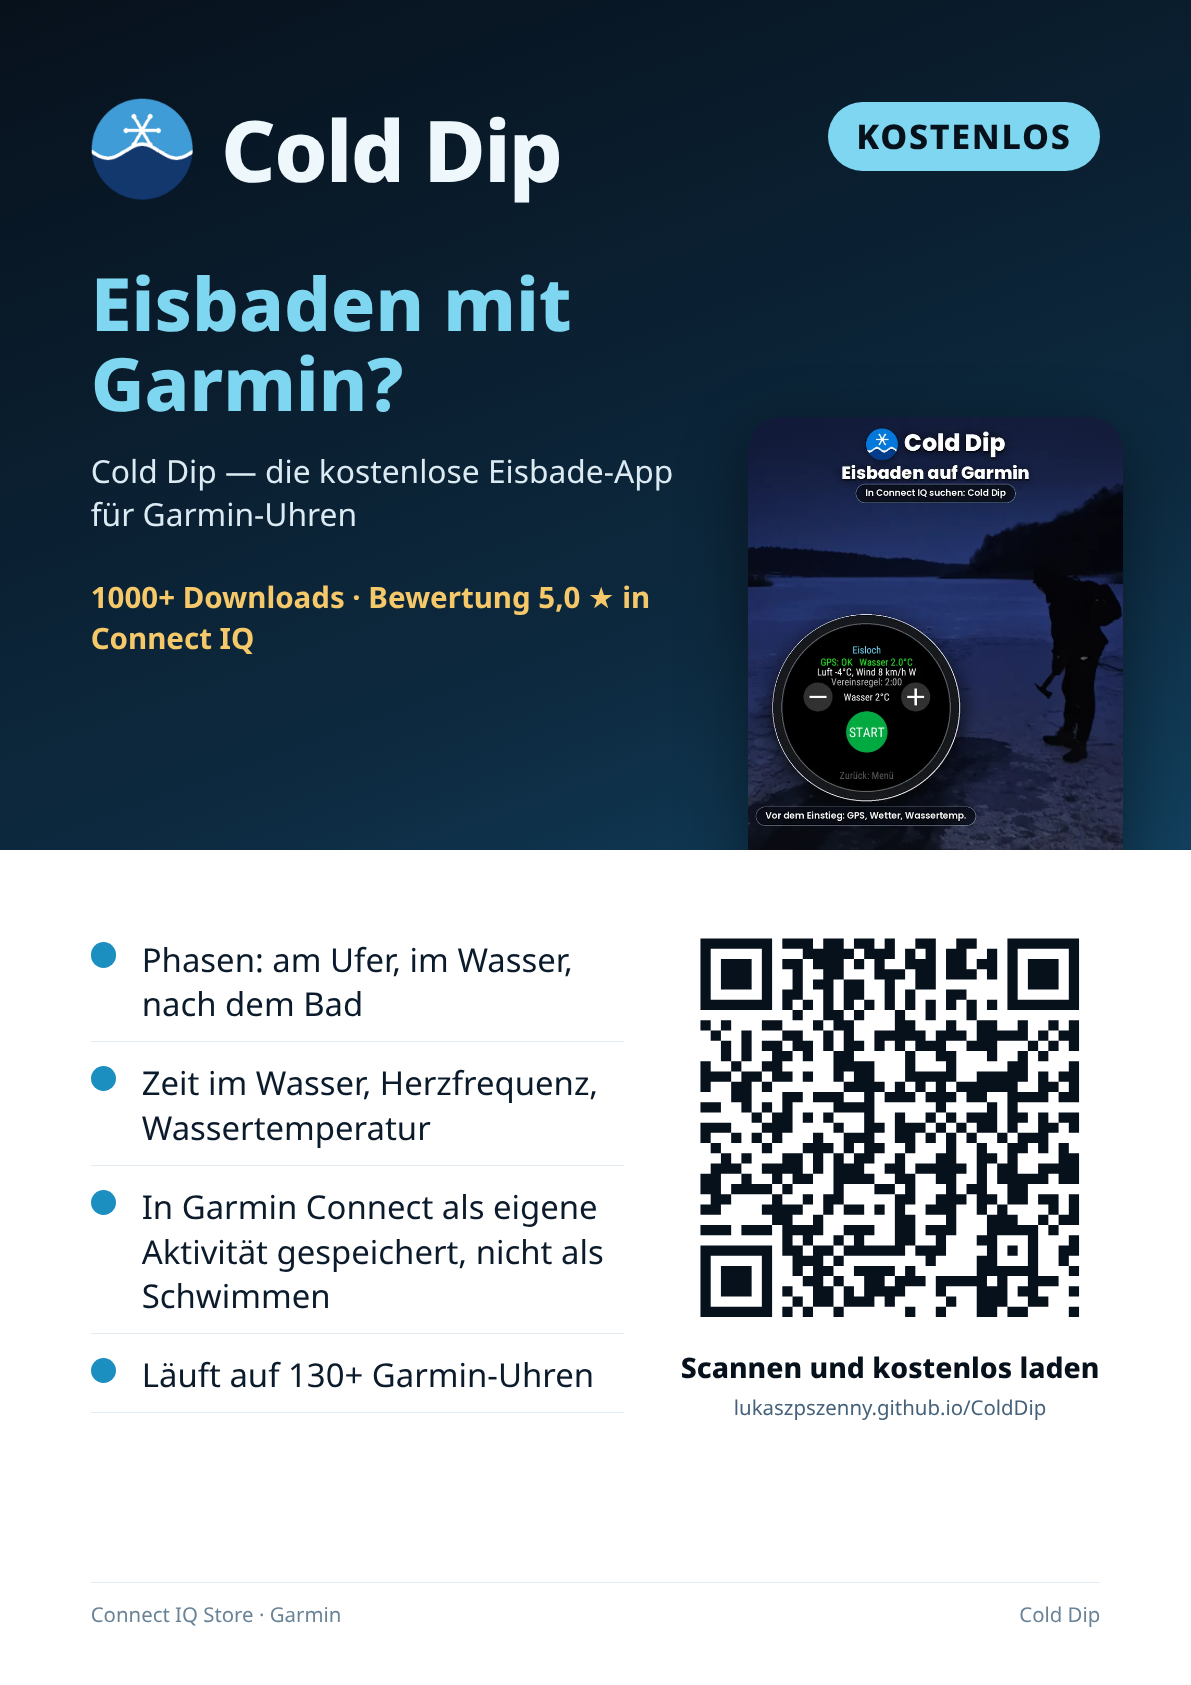 Cold Dip
KOSTENLOS
Eisbaden mit
Garmin?
Cold Dip — die kostenlose Eisbade-App
für Garmin-Uhren
1000+ Downloads · Bewertung 5,0 ★ in
Connect IQ
Cold Dip
Eisbaden auf Garmin
In Connect IQ suchen: Cold Dip
Eisloch
GPS: OK Wasser 2.0°C
Luft -4°C, Wind 8 km/h W
Vereinsregel: 2:00
Wasser 2°C
START
Zurück: Menü
Vor dem Einstieg: GPS, Wetter, Wassertemp.
Phasen: am Ufer, im Wasser,
nach dem Bad
Zeit im Wasser, Herzfrequenz,
Wassertemperatur
In Garmin Connect als eigene
Aktivität gespeichert, nicht als
Schwimmen
Läuft auf 130+ Garmin-Uhren
Scannen und kostenlos laden
lukaszpszenny.github.io/ColdDip
Connect IQ Store · Garmin
Cold Dip